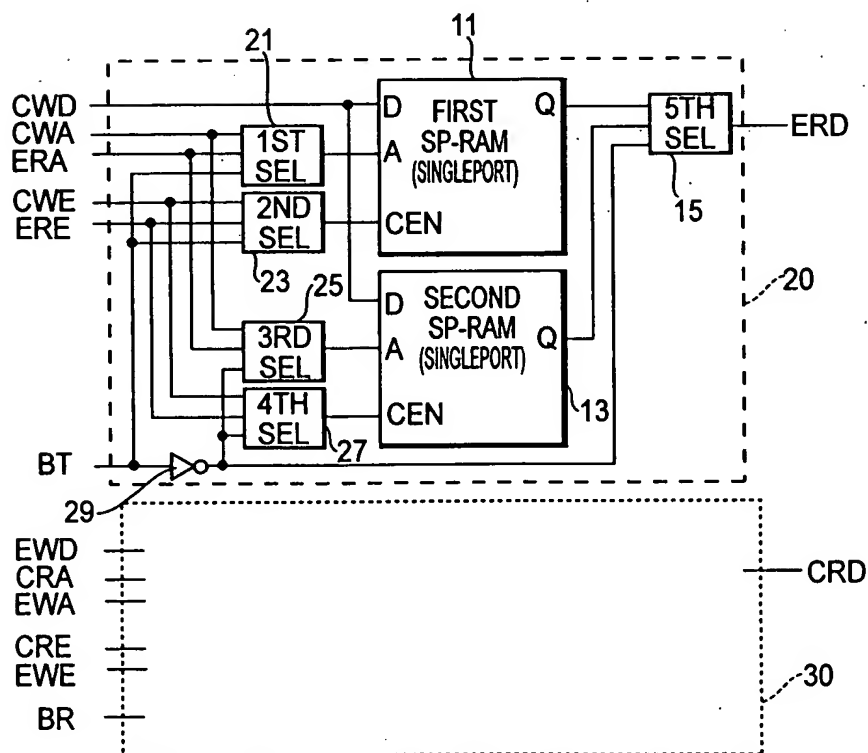 21
11
CWD
CWA
ERA
CWE
ERE
1ST SEL
2ND SEL
23
D
A
CEN
FIRST SP-RAM (SINGLEPORT)
Q
5TH SEL
15
ERD
25
3RD SEL
4TH SEL
27
D
A
CEN
SECOND SP-RAM (SINGLEPORT)
Q
13
20
BT
29
EWD
CRA
EWA
CRE
EWE
BR
CRD
30